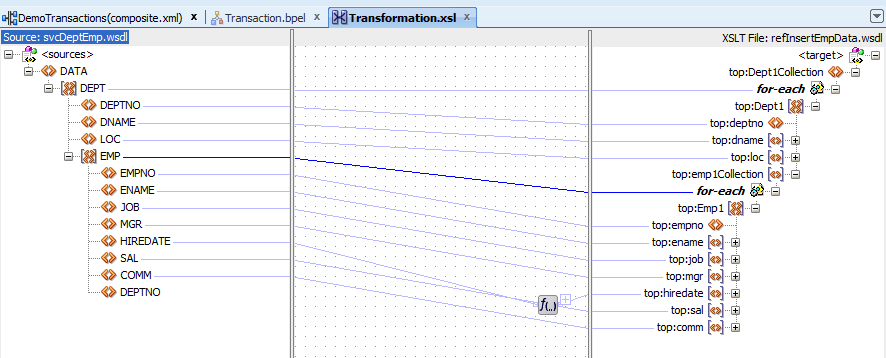 DemoTransactions(composite.xml) x Transaction.bpel x Transformation.xsl x
Source: svcDeptEmp.wsdl XSLT File: refInsertEmpData.wsdl
<sources> <target>
DATA top:Dept1Collection
DEPT for-each
top:Dept1
DEPTNO top:deptno
DNAME top:dname
LOC top:loc
EMP top:emp1Collection
EMPNO
ENAME for-each
JOB top:Emp1
MGR top:empno
HIREDATE top:ename
SAL top:job
COMM top:mgr
DEPTNO top:hiredate
f(..)
top:sal
top:comm